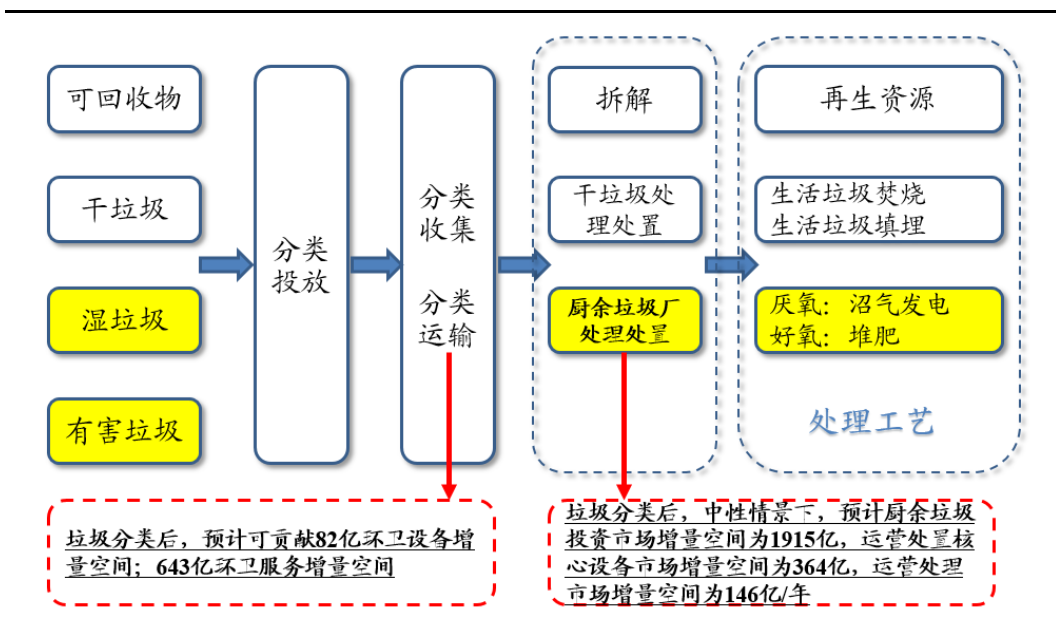 可回收物
干垃圾
湿垃圾
有害垃圾
分类
投放
分类
收集
分类
运输
拆解
干垃圾处
理处置
厨余垃圾厂
处理处置
再生资源
生活垃圾焚烧
生活垃圾填埋
厌氧：沼气发电
好氧：堆肥
处理工艺
垃圾分类后，预计可贡献82亿环卫设备增
量空间；643亿环卫服务增量空间
垃圾分类后，中性情景下，预计厨余垃圾
投资市场增量空间为1915亿，运营处置核
心设备市场增量空间为364亿，运营处理
市场增量空间为146亿/年